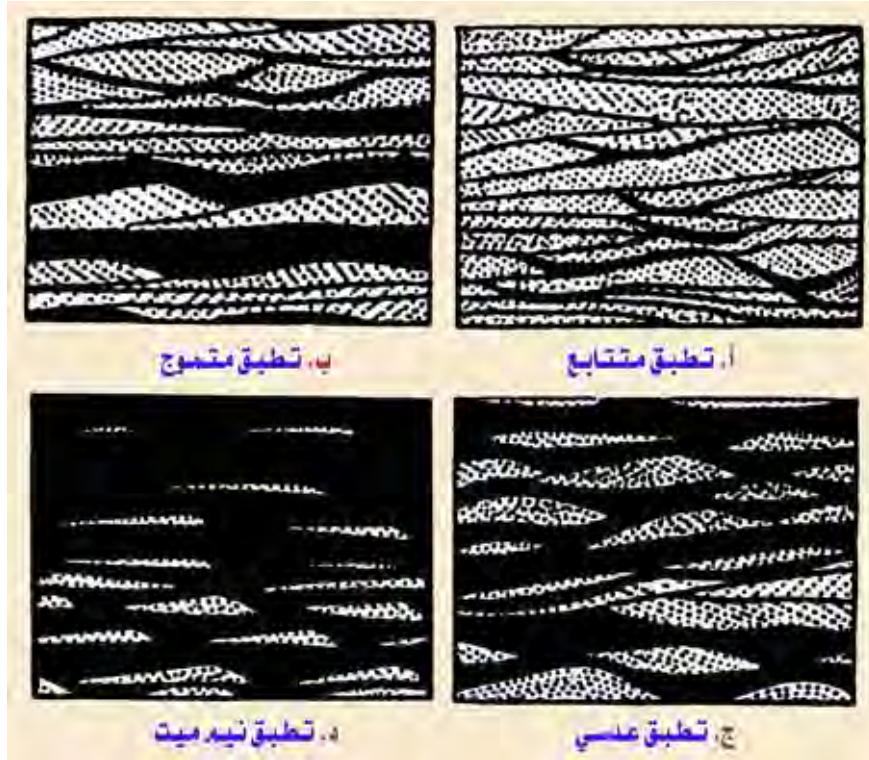 أ. تطبق متتابع
ب. تطبق متموج
ج. تطبق عدسي
د. تطبق نيم ميت